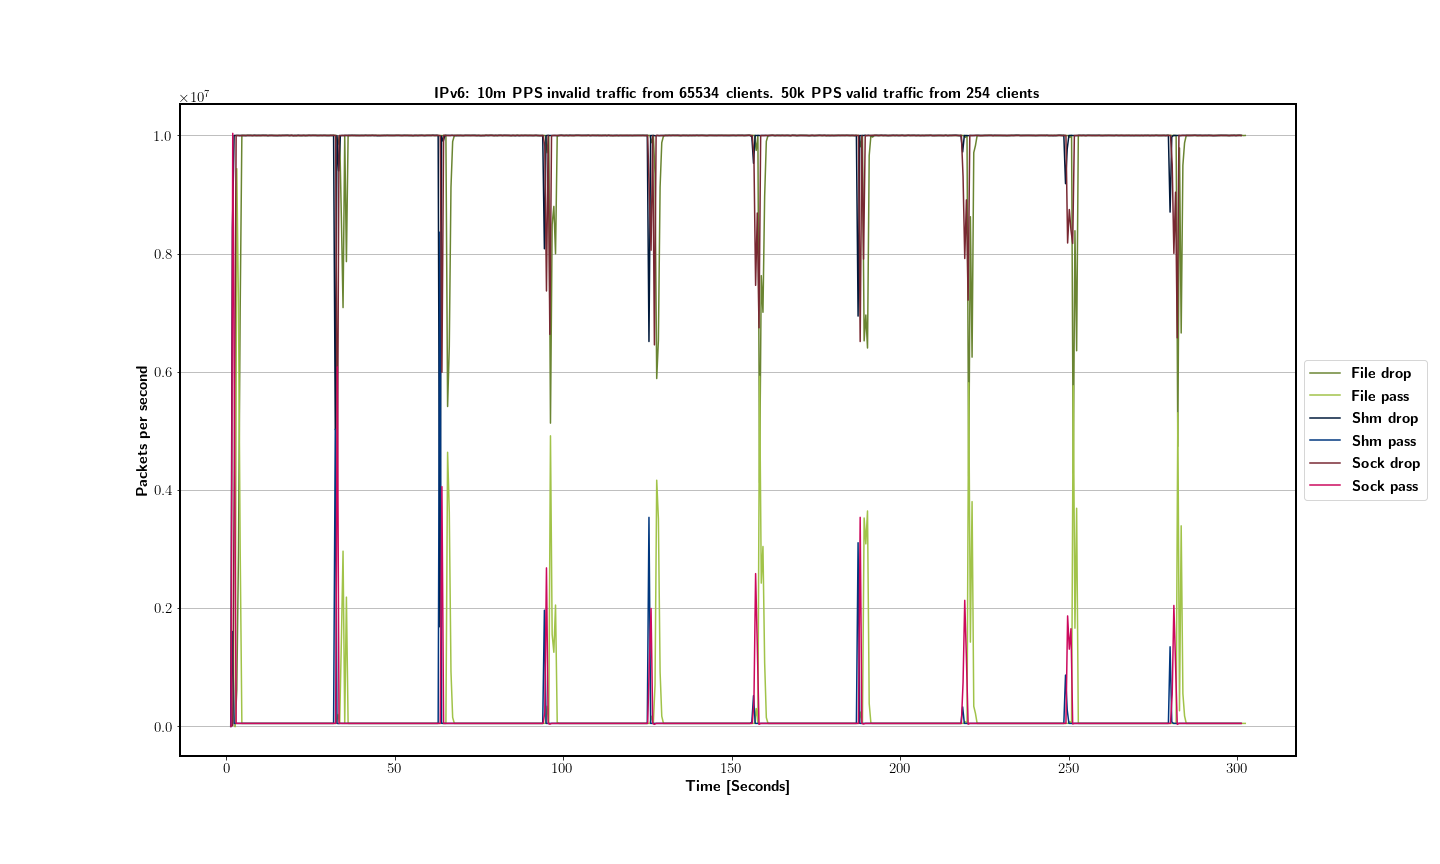 IPv6: 10m PPS invalid traffic from 65534 clients. 50k PPS valid traffic from 254 clients
×10⁷
1.0
0.8
0.6
0.4
0.2
0.0
Packets per second
0 50 100 150 200 250 300
Time [Seconds]
File drop
File pass
Shm drop
Shm pass
Sock drop
Sock pass